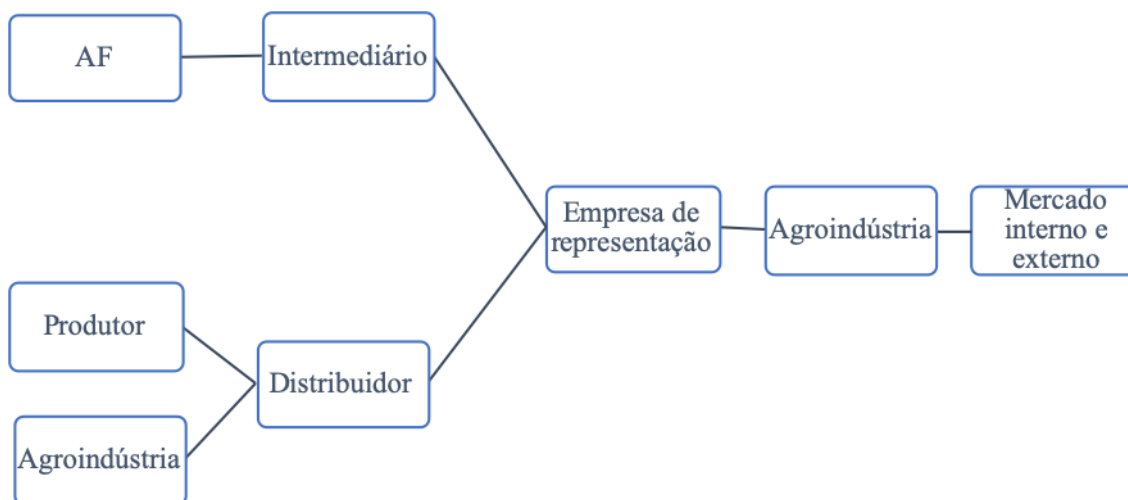 AF
Intermediário
Empresa de
representação
Agroindústria
Mercado
interno e
externo
Produtor
Distribuidor
Agroindústria